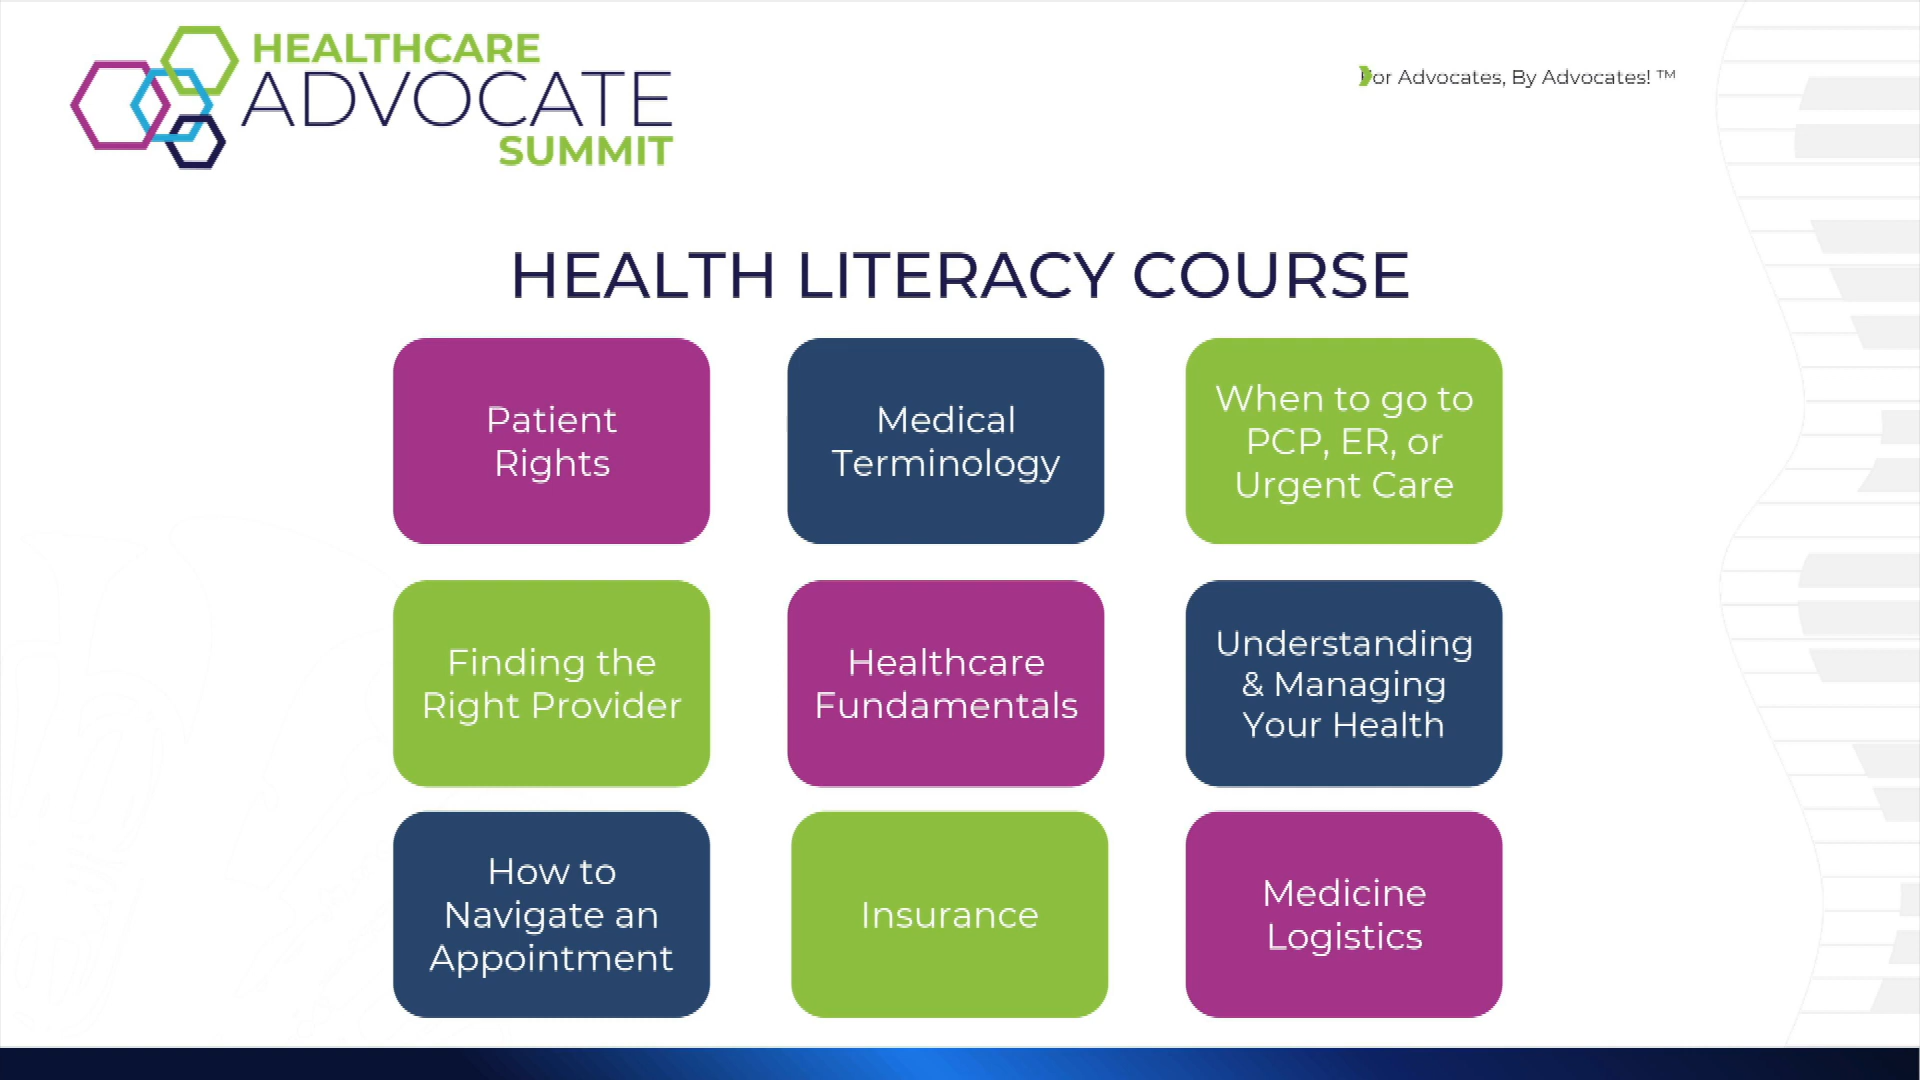 HEALTHCARE
ADVOCATE
SUMMIT
For Advocates, By Advocates! ™
HEALTH LITERACY COURSE
Patient
Rights
Medical
Terminology
When to go to
PCP, ER, or
Urgent Care
Finding the
Right Provider
Healthcare
Fundamentals
Understanding
& Managing
Your Health
How to
Navigate an
Appointment
Insurance
Medicine
Logistics